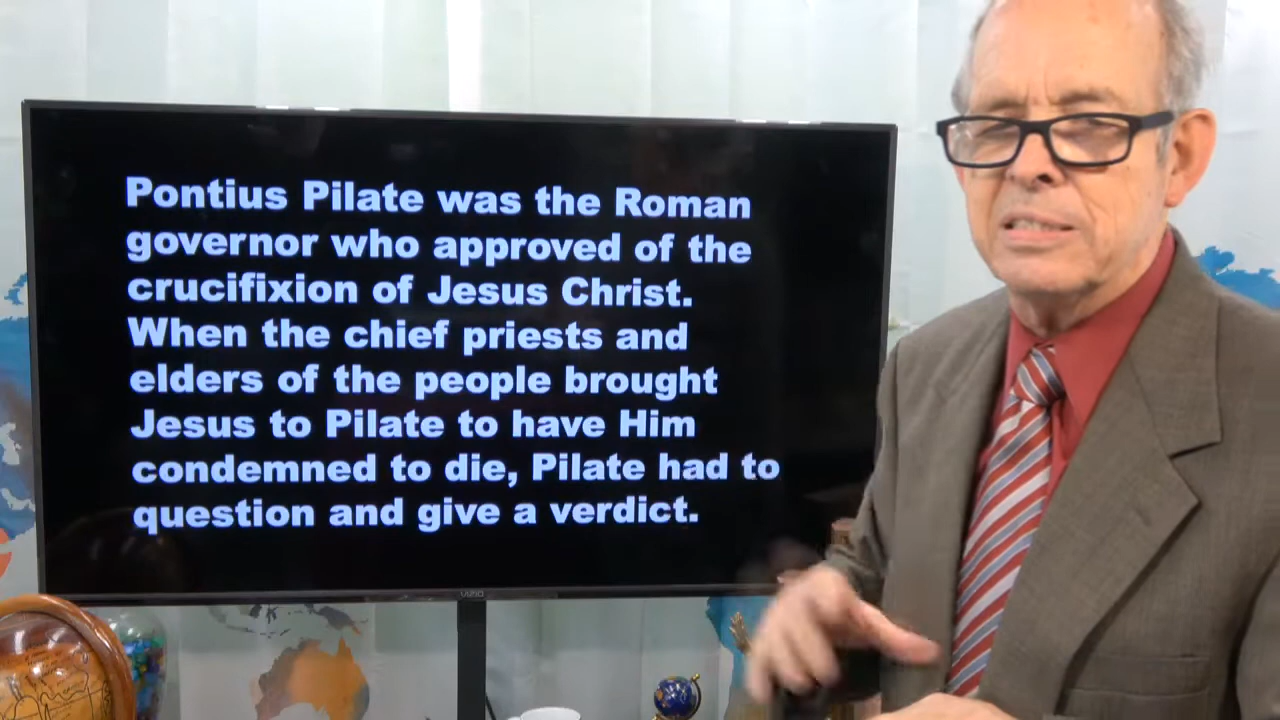 Pontius Pilate was the Roman
governor who approved of the
crucifixion of Jesus Christ.
When the chief priests and
elders of the people brought
Jesus to Pilate to have Him
condemned to die, Pilate had to
question and give a verdict.
VIZIO